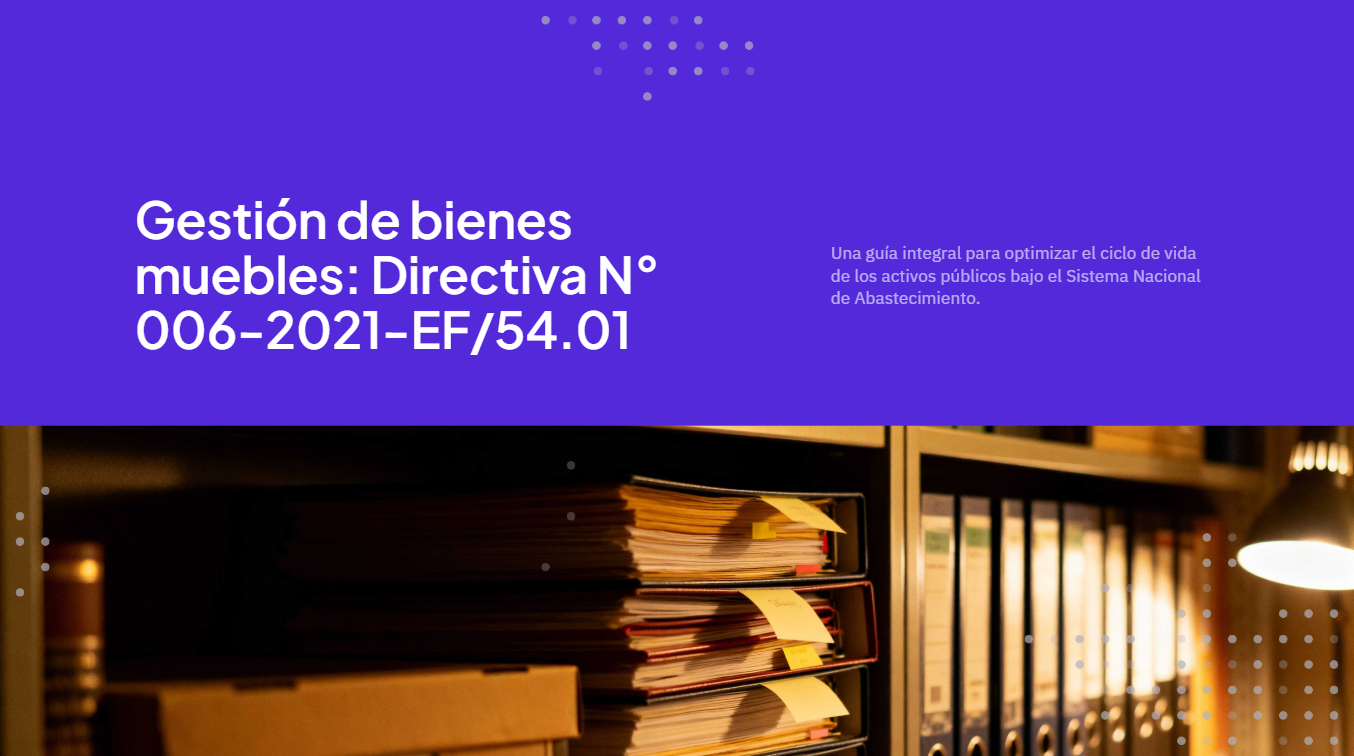 Gestión de bienes
muebles: Directiva N°
006-2021-EF/54.01
Una guía integral para optimizar el ciclo de vida
de los activos públicos bajo el Sistema Nacional
de Abastecimiento.